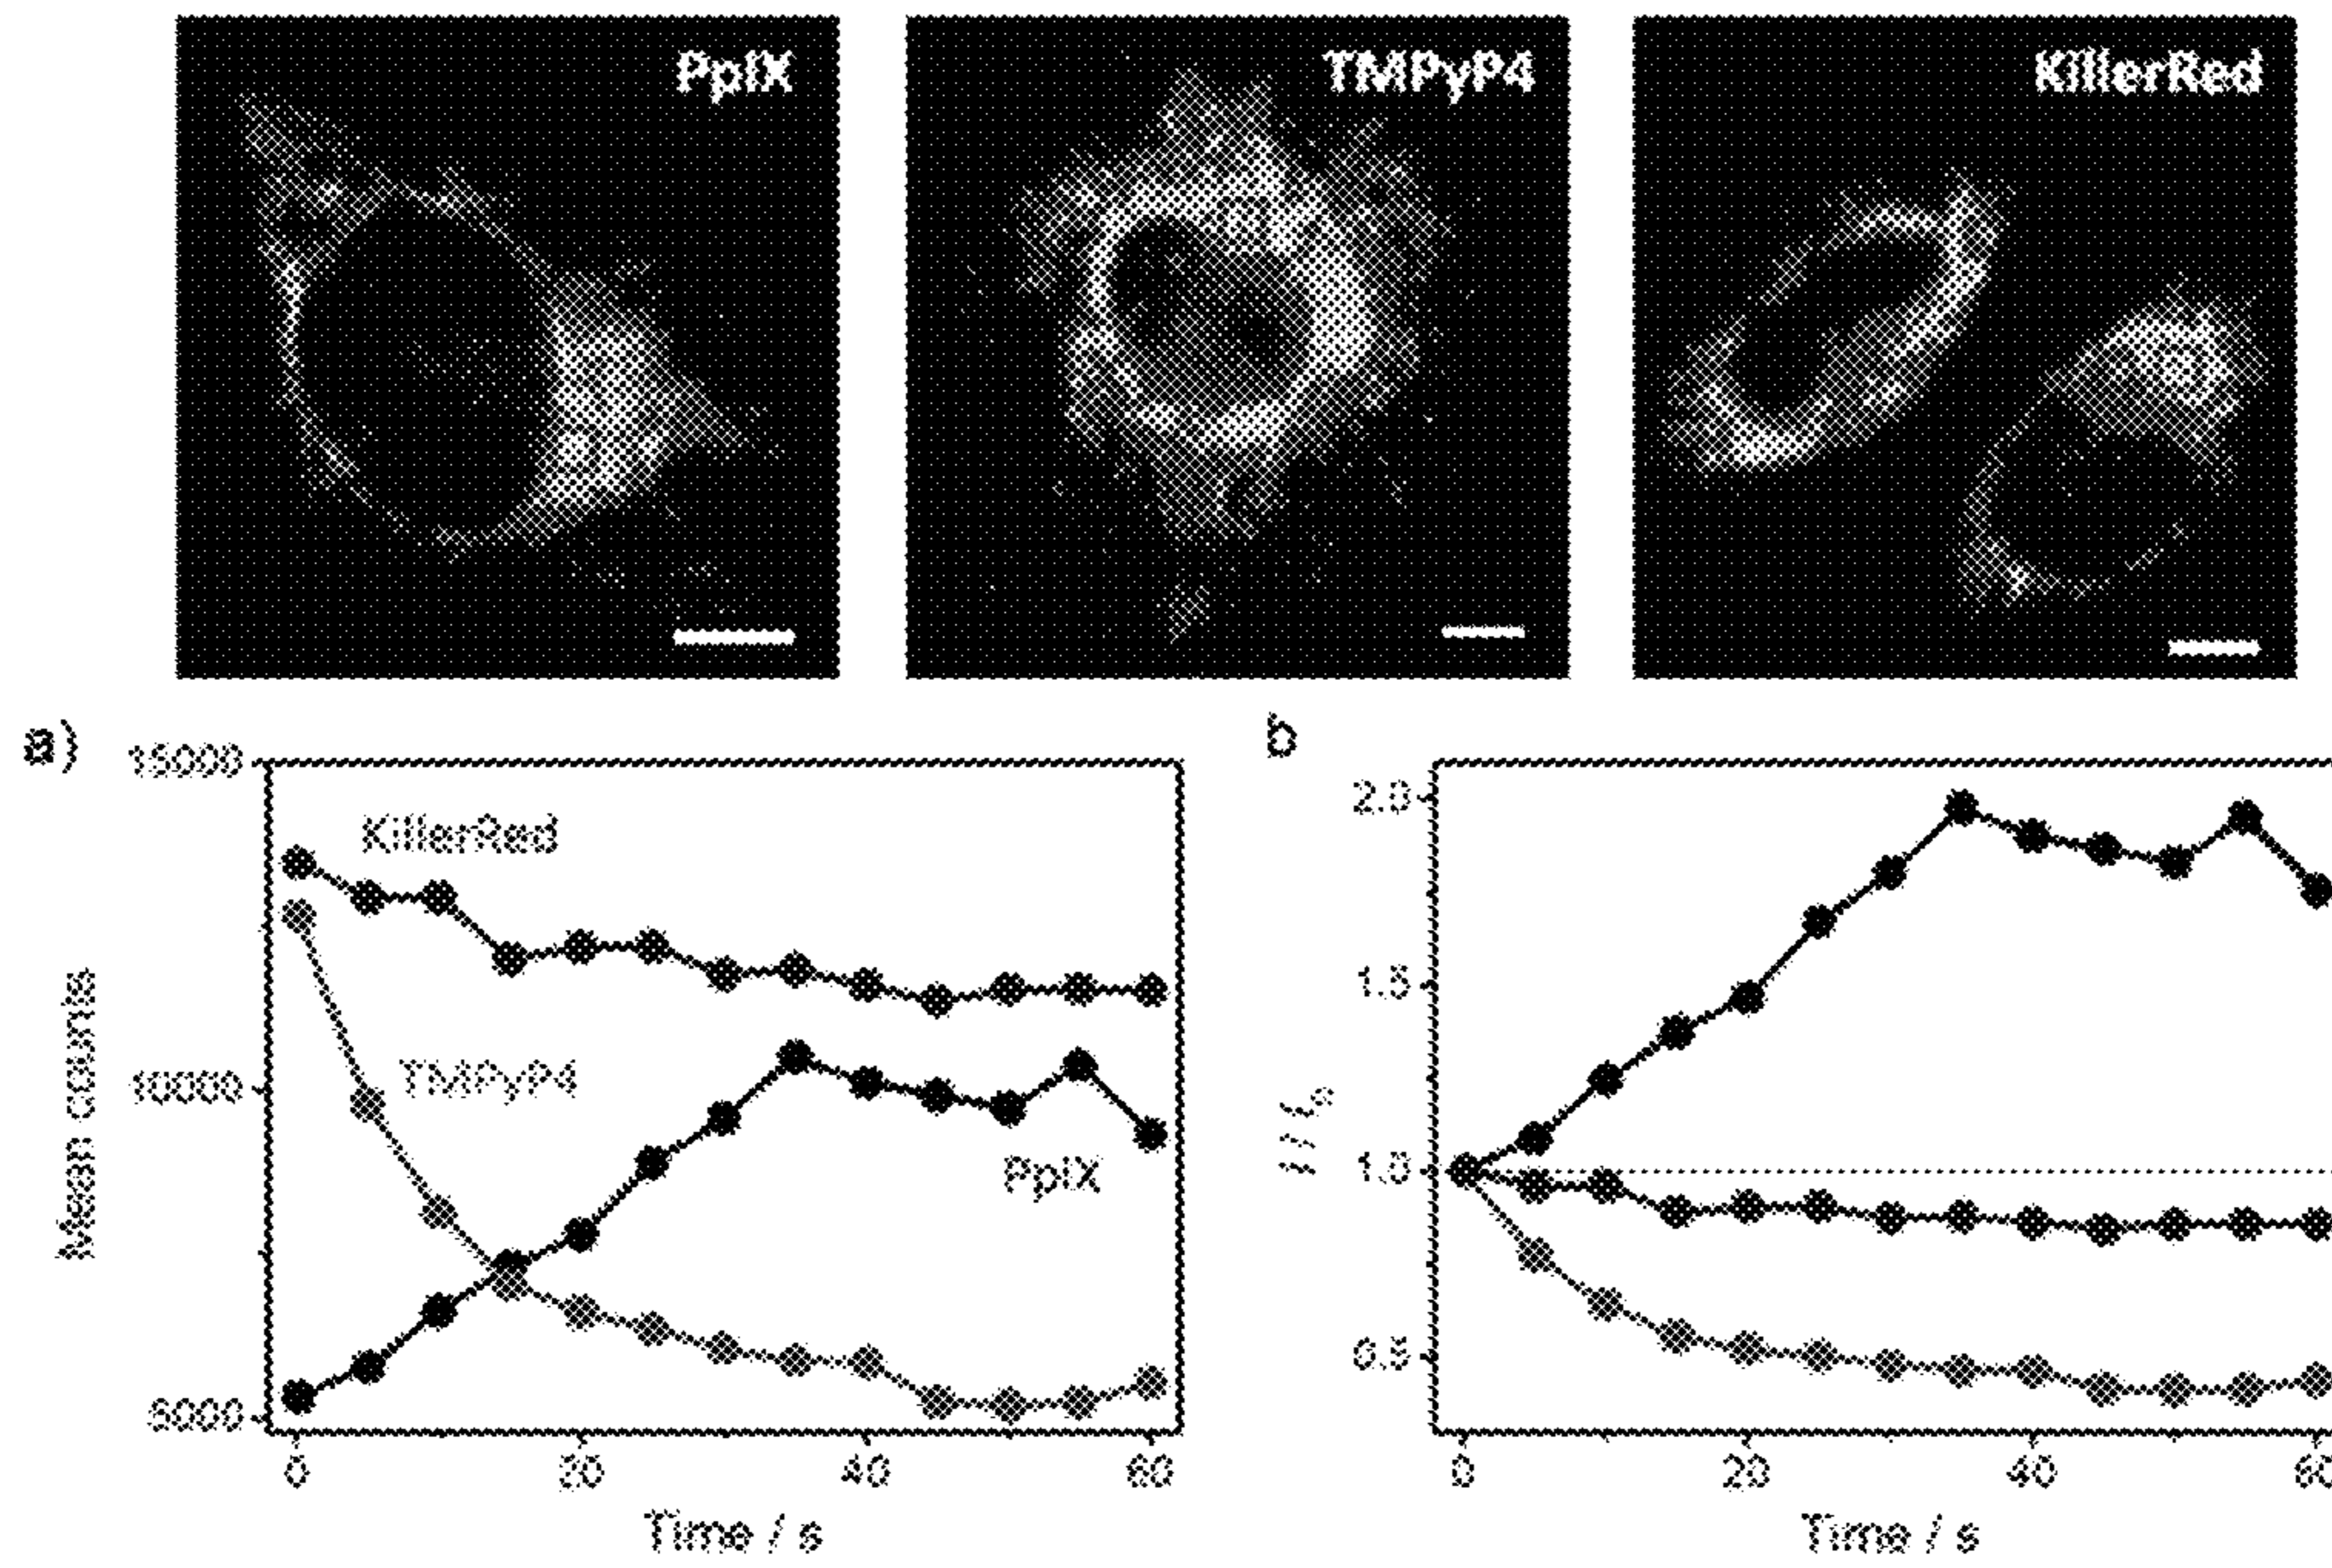 PpIX
TMPyP4
KillerRed
a)
15000
10000
5000
Mean counts
KillerRed
TMPyP4
PpIX
0
20
40
60
Time / s
b
2.0
1.5
1.0
0.5
I / I₀
0
20
40
60
Time / s